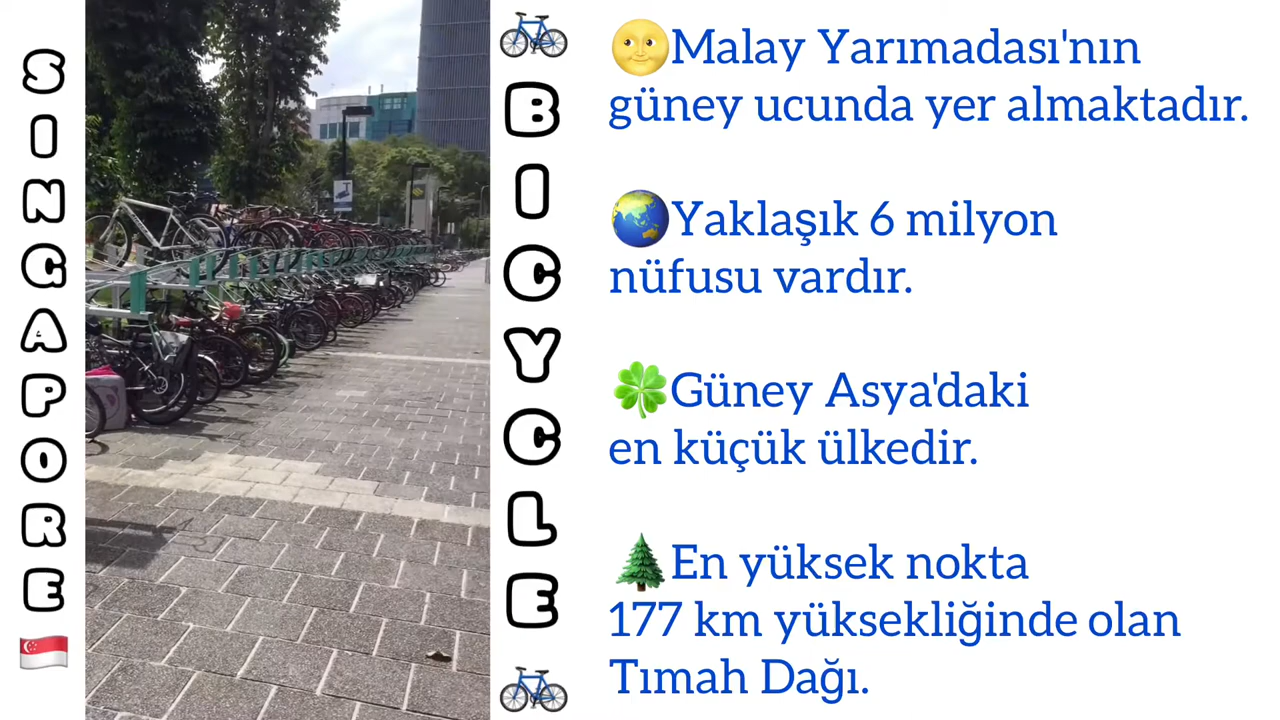 SINGAPORE
BICYCLE
Malay Yarımadası'nın
güney ucunda yer almaktadır.
Yaklaşık 6 milyon
nüfusu vardır.
Güney Asya'daki
en küçük ülkedir.
En yüksek nokta
177 km yüksekliğinde olan
Tımah Dağı.